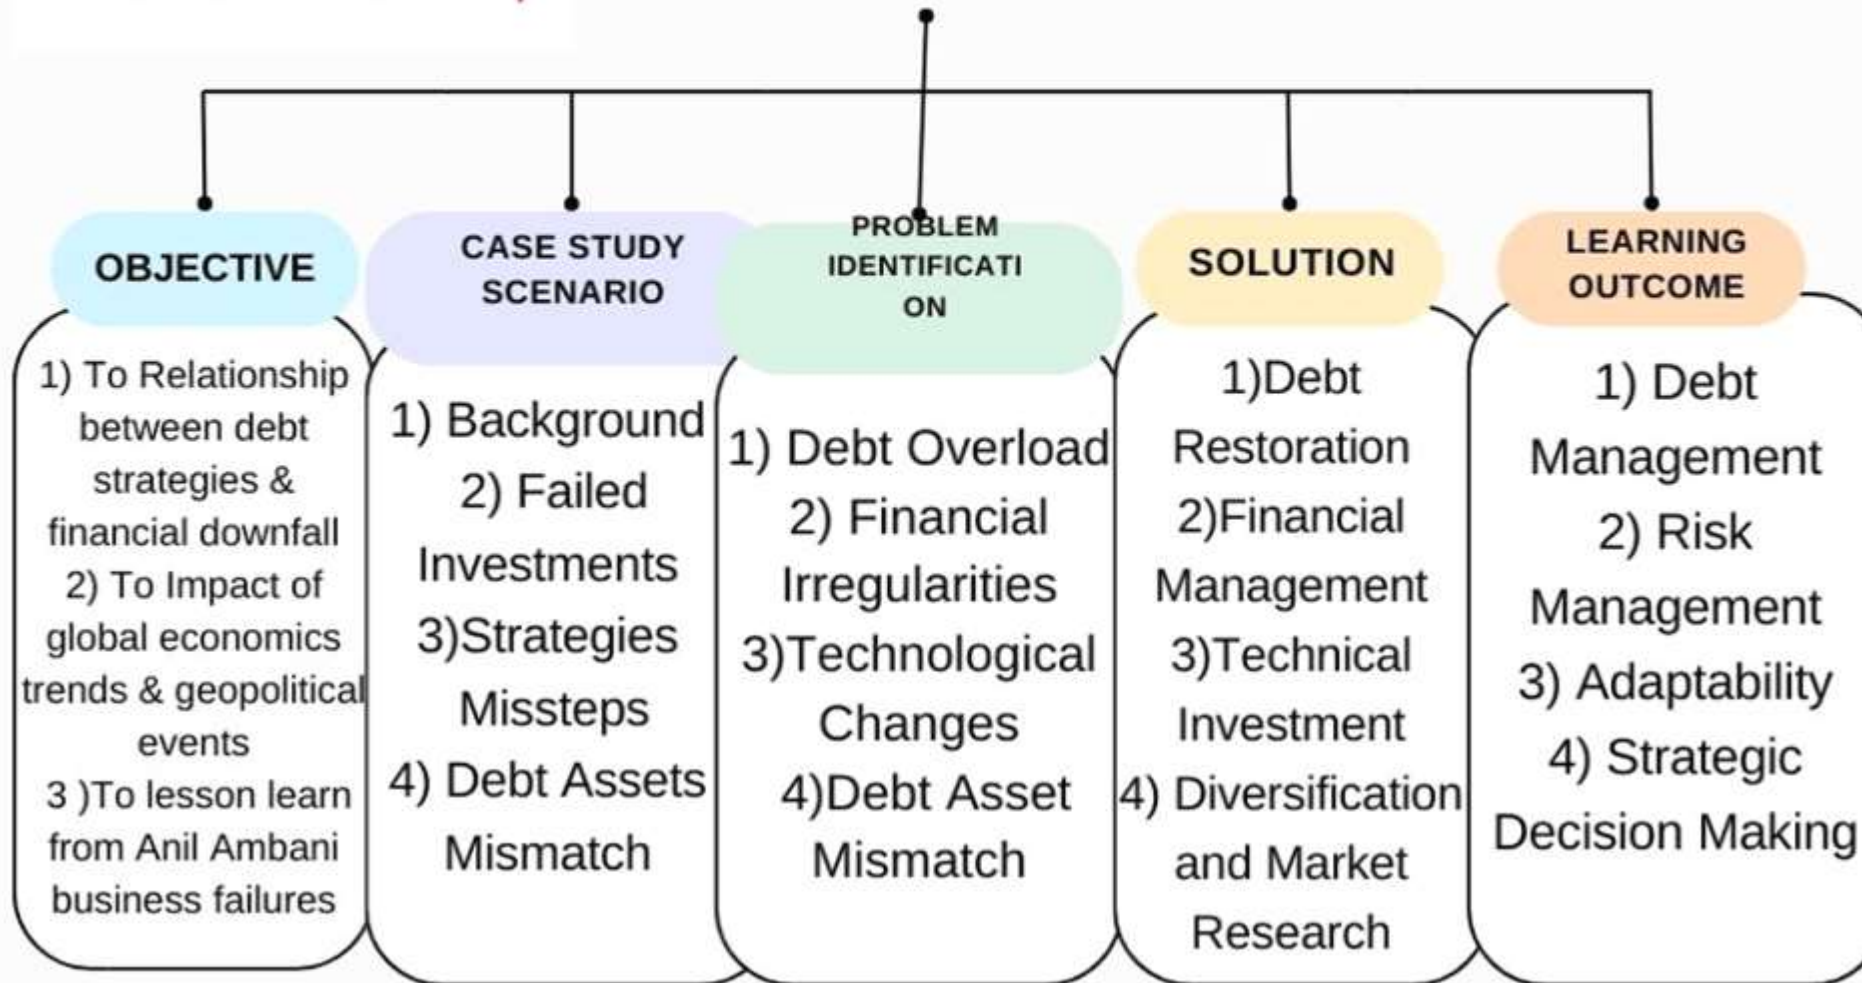 OBJECTIVE
1) To Relationship
between debt
strategies &
financial downfall
2) To Impact of
global economics
trends & geopolitical
events
3 )To lesson learn
from Anil Ambani
business failures
CASE STUDY
SCENARIO
1) Background
2) Failed
Investments
3)Strategies
Missteps
4) Debt Assets
Mismatch
PROBLEM
IDENTIFICATI
ON
1) Debt Overload
2) Financial
Irregularities
3)Technological
Changes
4)Debt Asset
Mismatch
SOLUTION
1)Debt
Restoration
2)Financial
Management
3)Technical
Investment
4) Diversification
and Market
Research
LEARNING
OUTCOME
1) Debt
Management
2) Risk
Management
3) Adaptability
4) Strategic
Decision Making